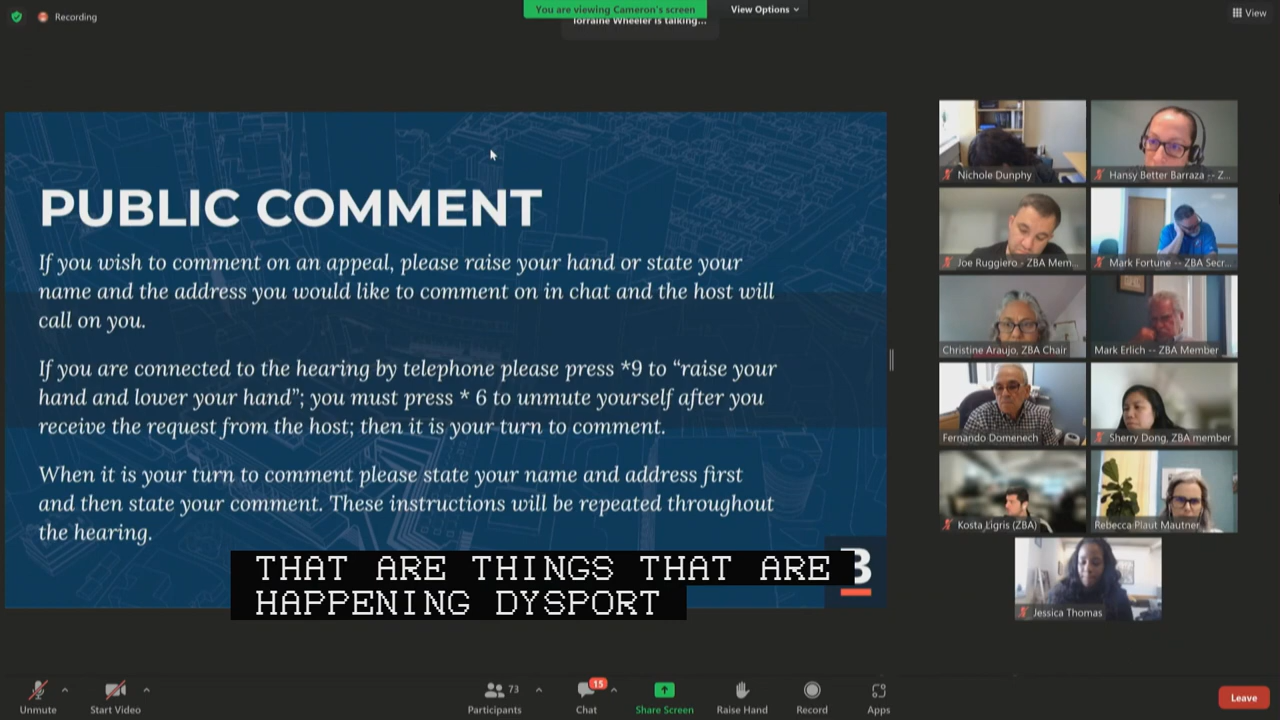 Recording
You are viewing Cameron's screen
View Options
lorraine Wheeler is talking...
View
PUBLIC COMMENT
If you wish to comment on an appeal, please raise your hand or state your
name and the address you would like to comment on in chat and the host will
call on you.
If you are connected to the hearing by telephone please press *9 to “raise your
hand and lower your hand”; you must press * 6 to unmute yourself after you
receive the request from the host; then it is your turn to comment.
When it is your turn to comment please state your name and address first
and then state your comment. These instructions will be repeated throughout
the hearing.
B
THAT ARE THINGS THAT ARE
HAPPENING DYSPORT
Nichole Dunphy
Hansy Better Barraza -- Z...
Joe Ruggiero - ZBA Mem...
Mark Fortune -- ZBA Secr...
Christine Araujo, ZBA Chair
Mark Erlich -- ZBA Member
Fernando Domenech
Sherry Dong, ZBA member
Kosta Ligris (ZBA)
Rebecca Plaut Mautner
Jessica Thomas
Unmute
Start Video
73
Participants
15
Chat
Share Screen
Raise Hand
Record
Apps
Leave